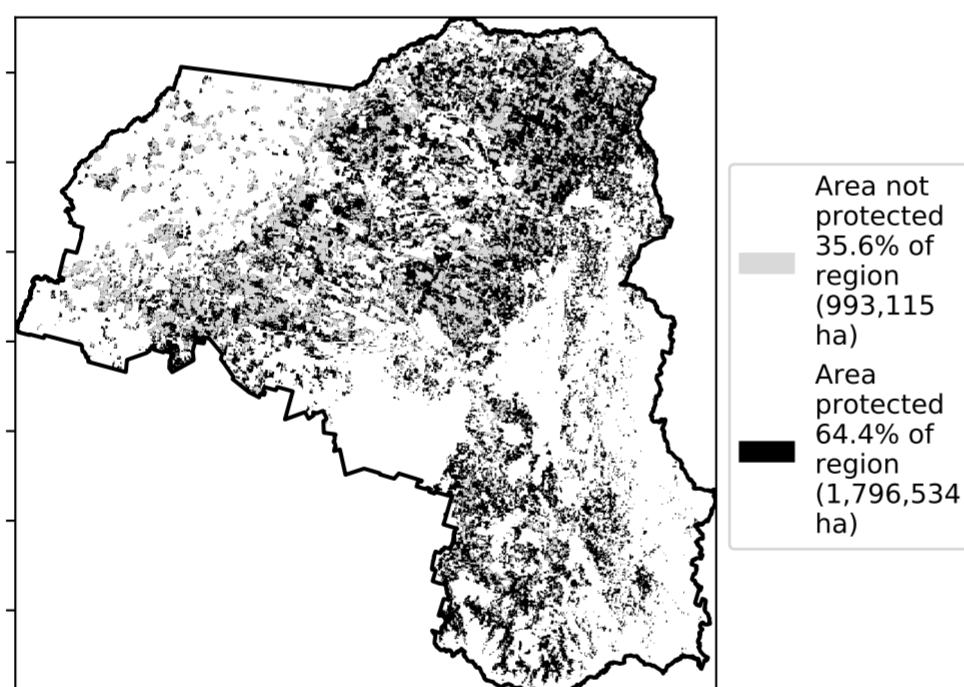 Area not
protected
35.6% of
region
(993,115
ha)
Area
protected
64.4% of
region
(1,796,534
ha)